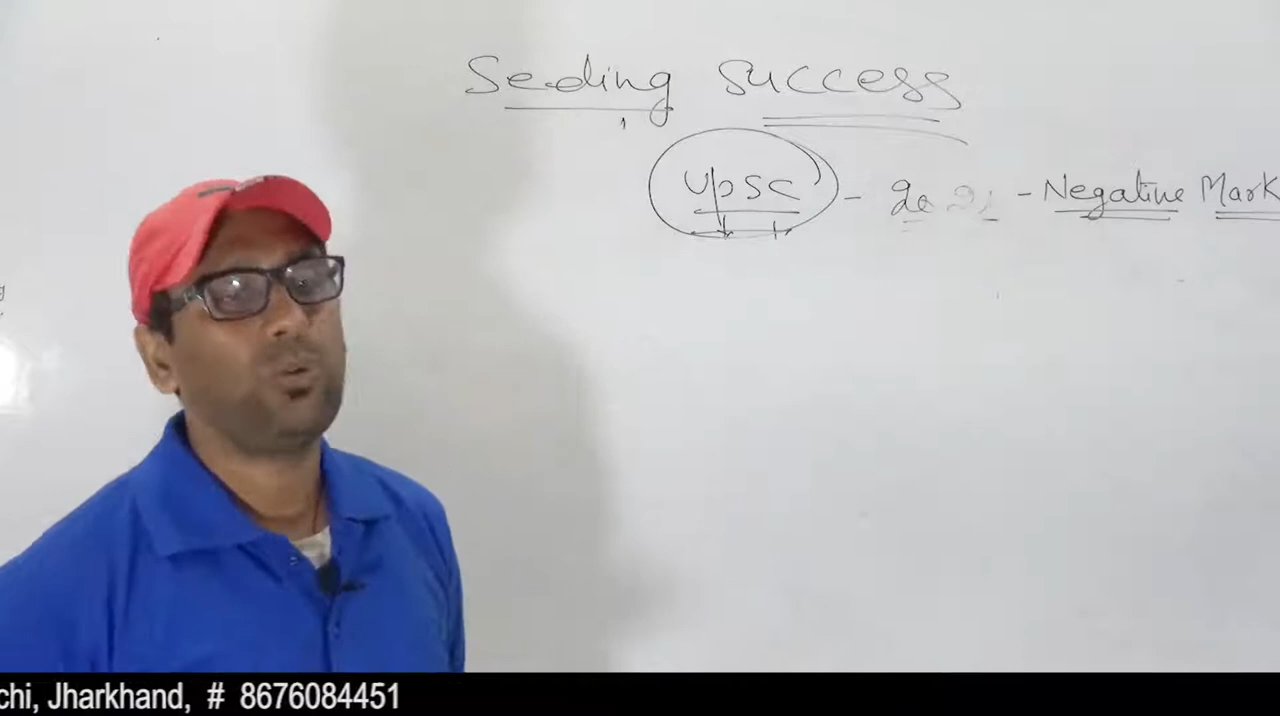 Seeding Success
UPSC - 2021 - Negative Mark
chi, Jharkhand, # 8676084451